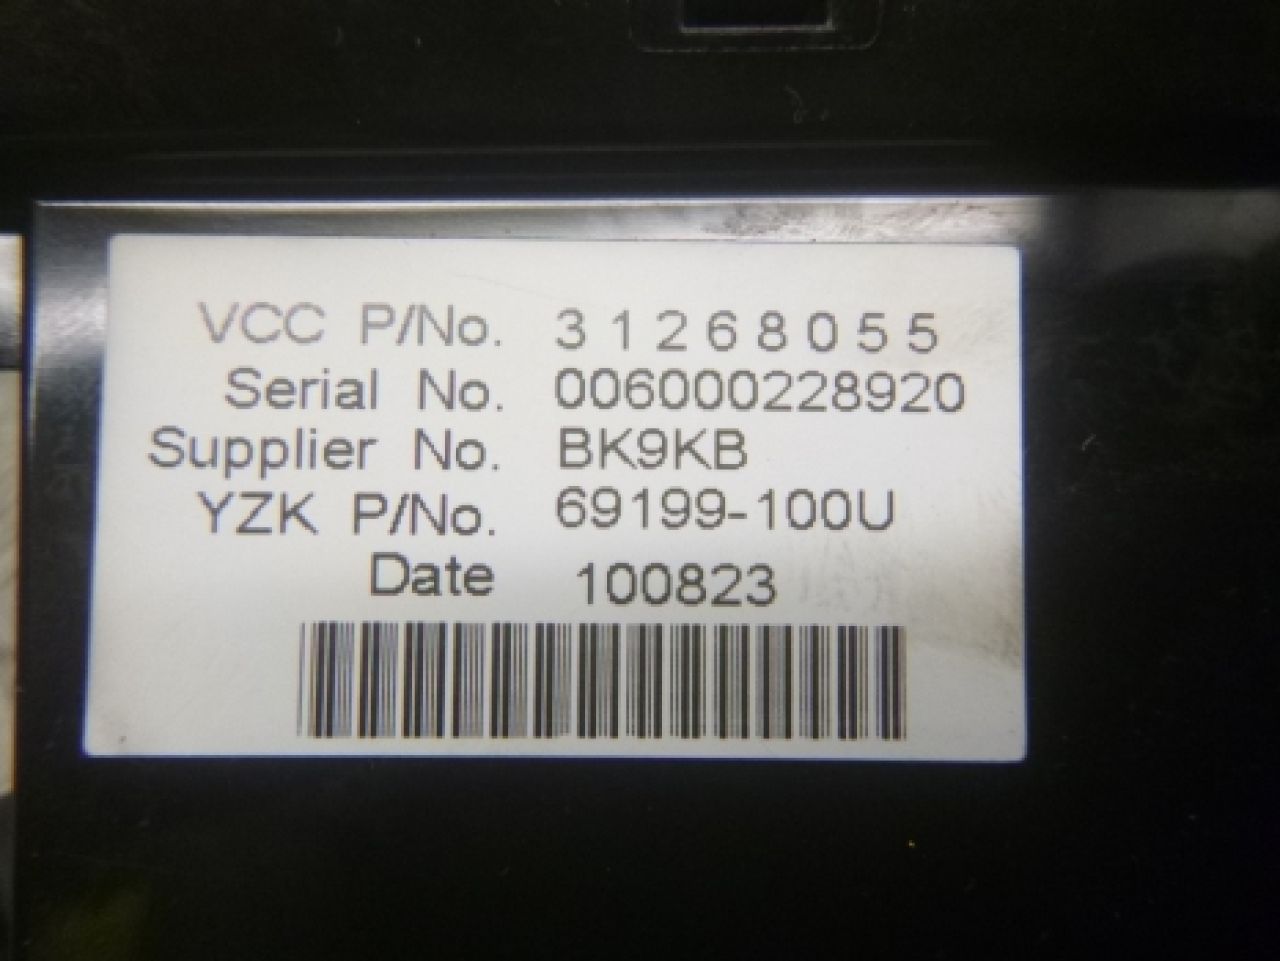 VCC P/No. 31268055
Serial No. 006000228920
Supplier No. BK9KB
YZK P/No. 69199-100U
Date 100823